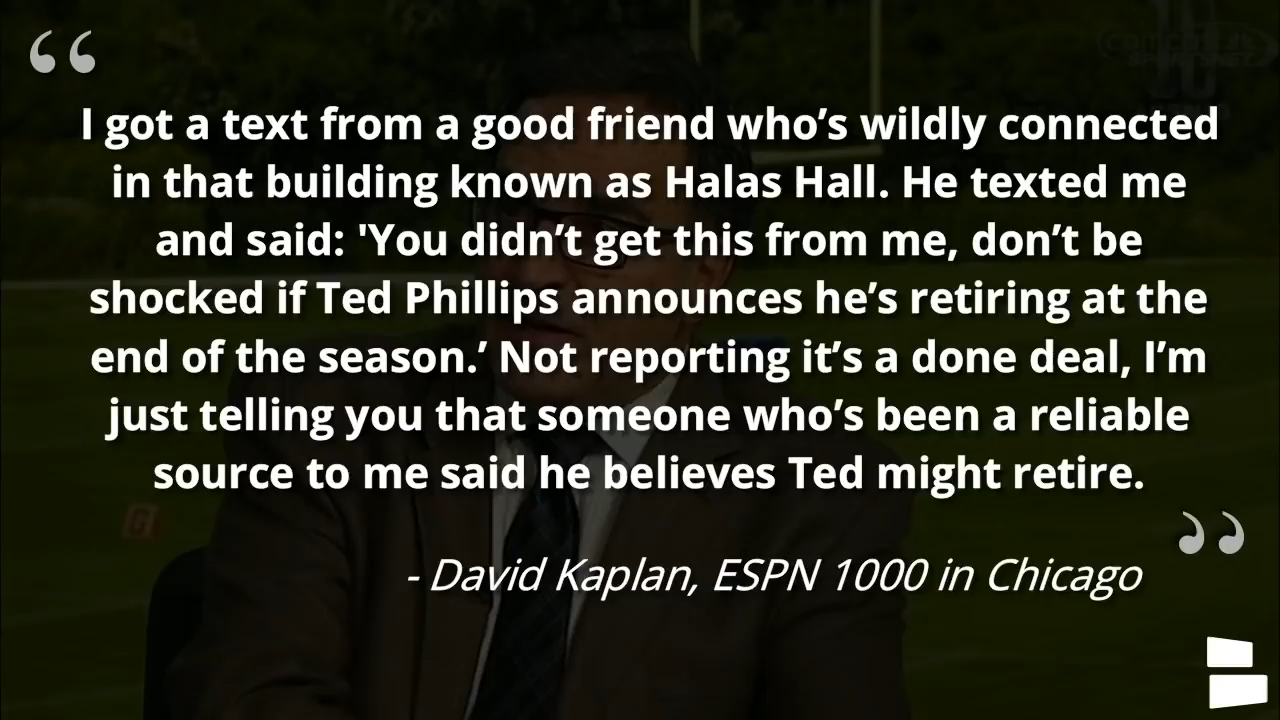 “
I got a text from a good friend who’s wildly connected
in that building known as Halas Hall. He texted me
and said: 'You didn’t get this from me, don’t be
shocked if Ted Phillips announces he’s retiring at the
end of the season.’ Not reporting it’s a done deal, I’m
just telling you that someone who’s been a reliable
source to me said he believes Ted might retire.
”
- David Kaplan, ESPN 1000 in Chicago
G